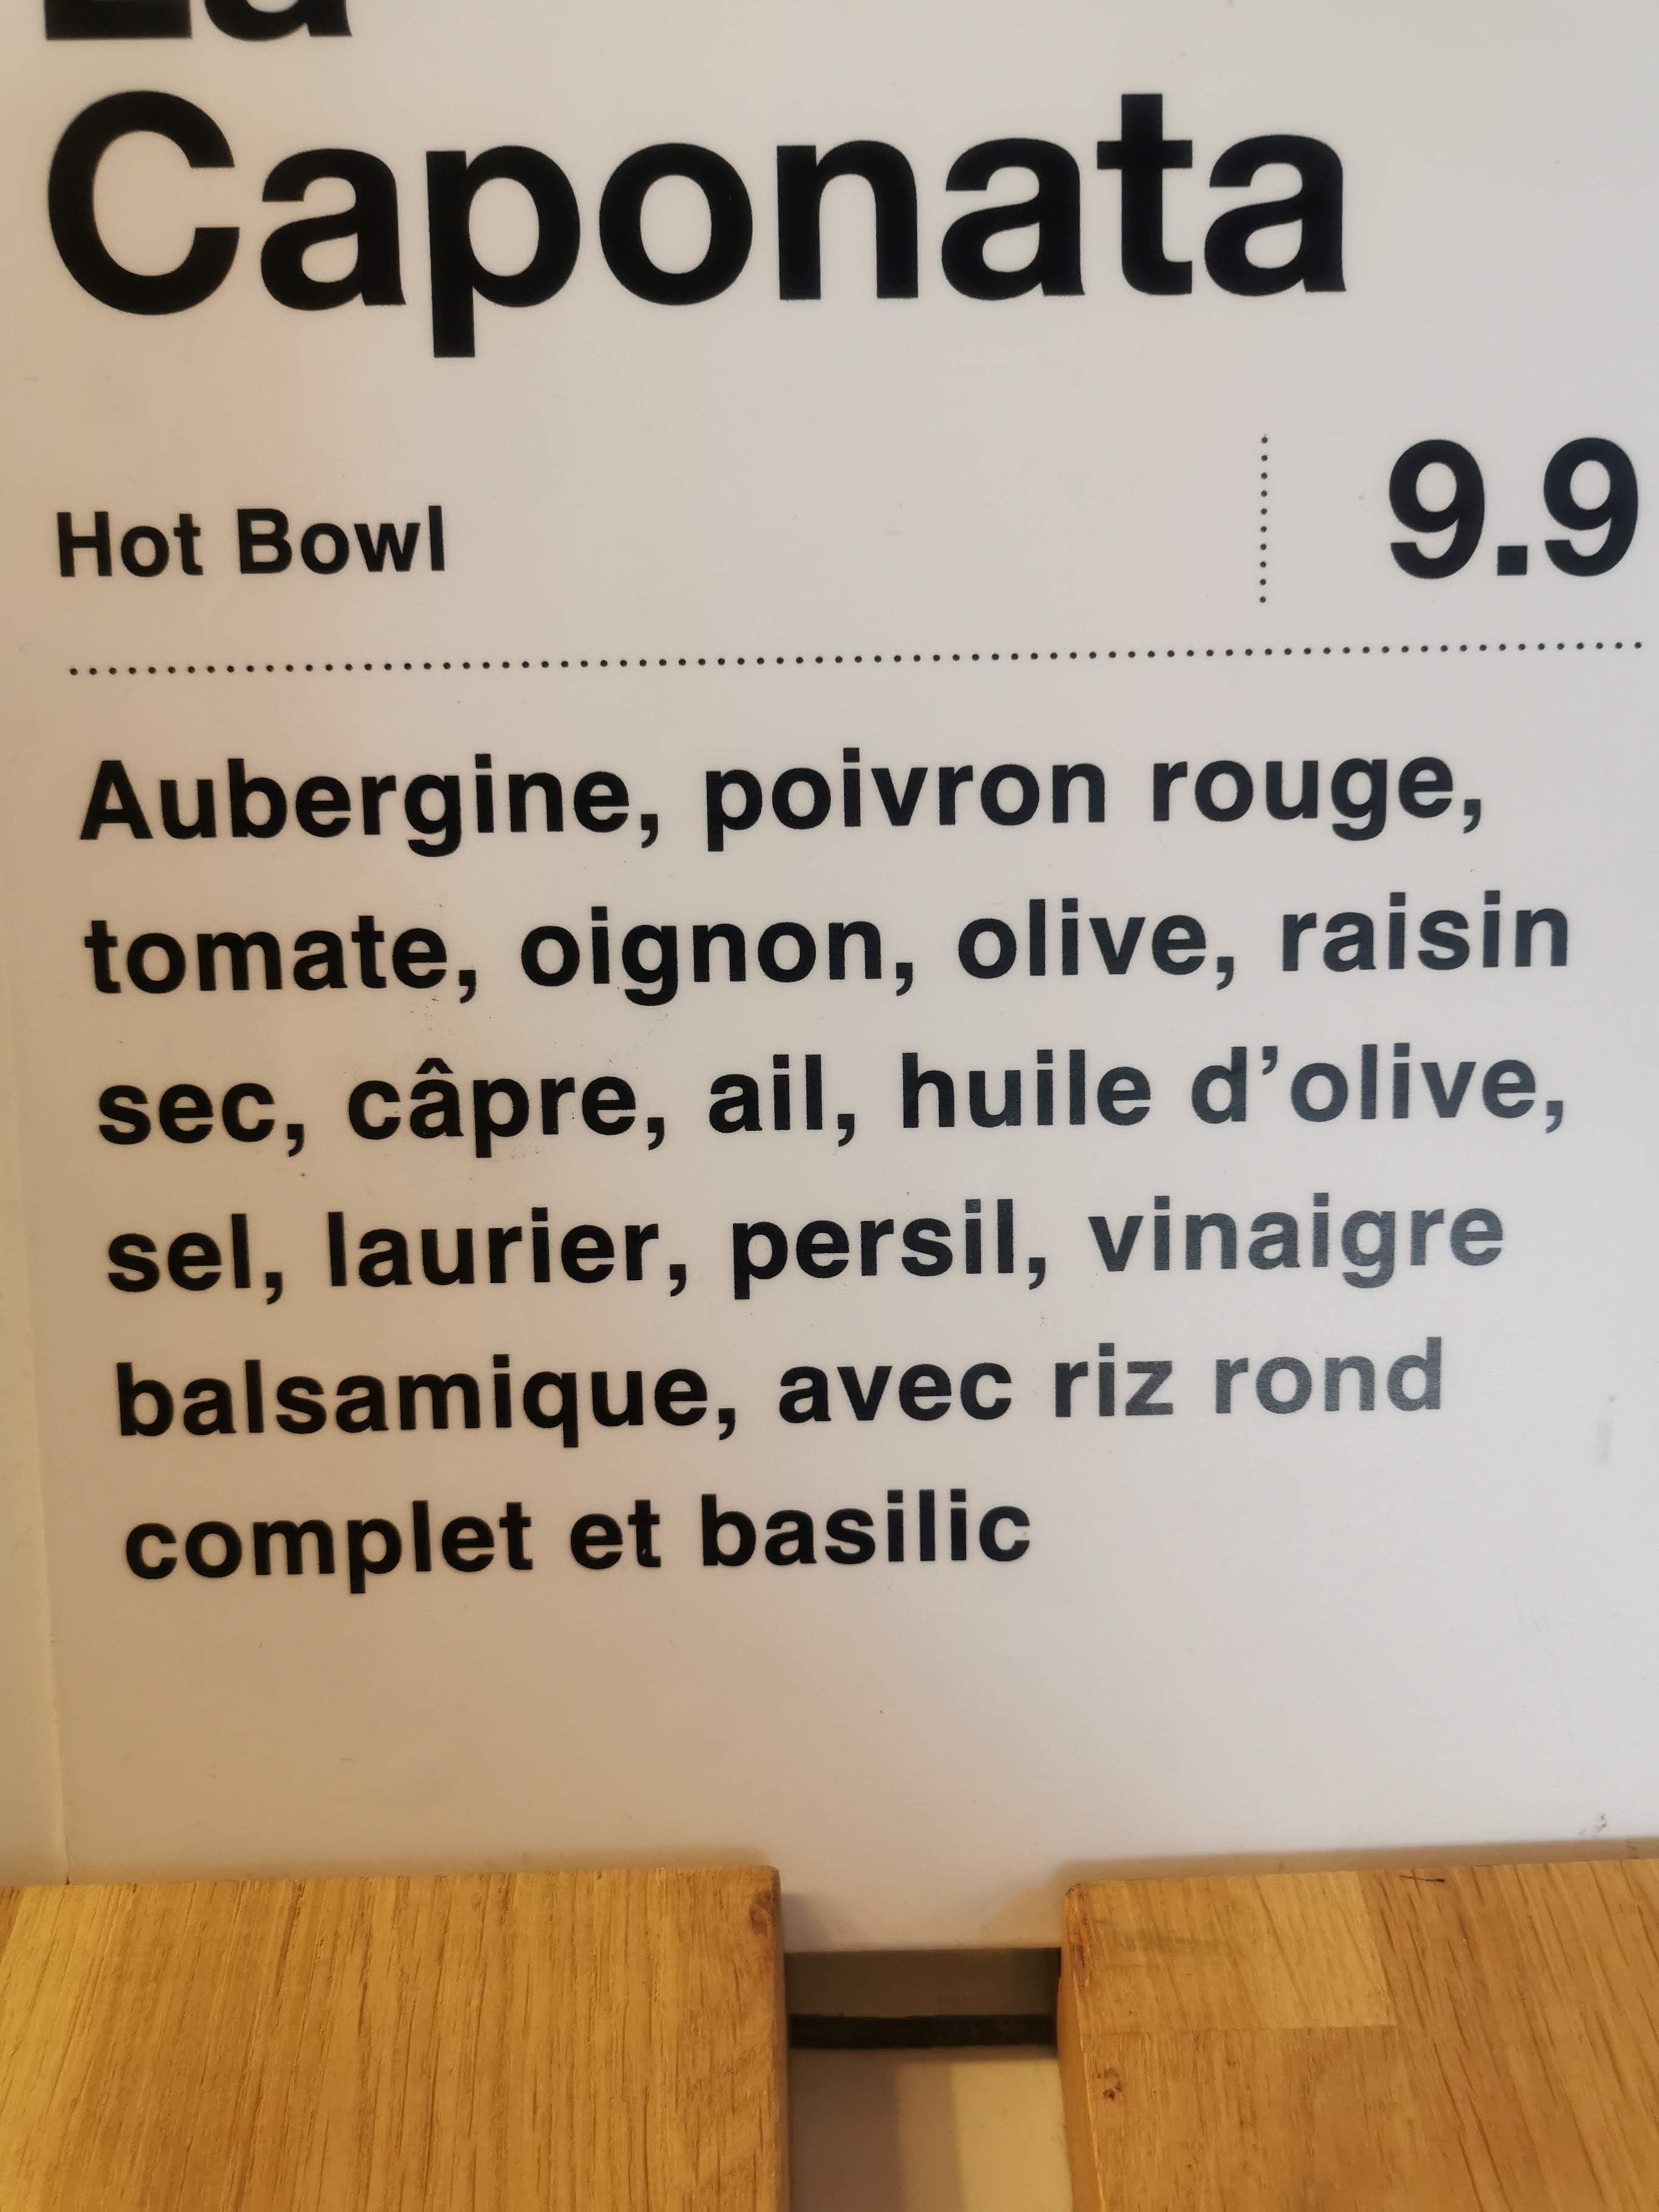 La
Caponata
Hot Bowl
9.9
Aubergine, poivron rouge,
tomate, oignon, olive, raisin
sec, câpre, ail, huile d'olive,
sel, laurier, persil, vinaigre
balsamique, avec riz rond
complet et basilic